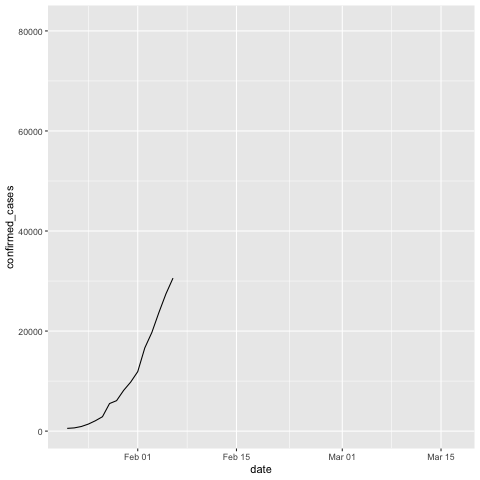 80000
60000
40000
20000
0
confirmed_cases
Feb 01
Feb 15
Mar 01
Mar 15
date